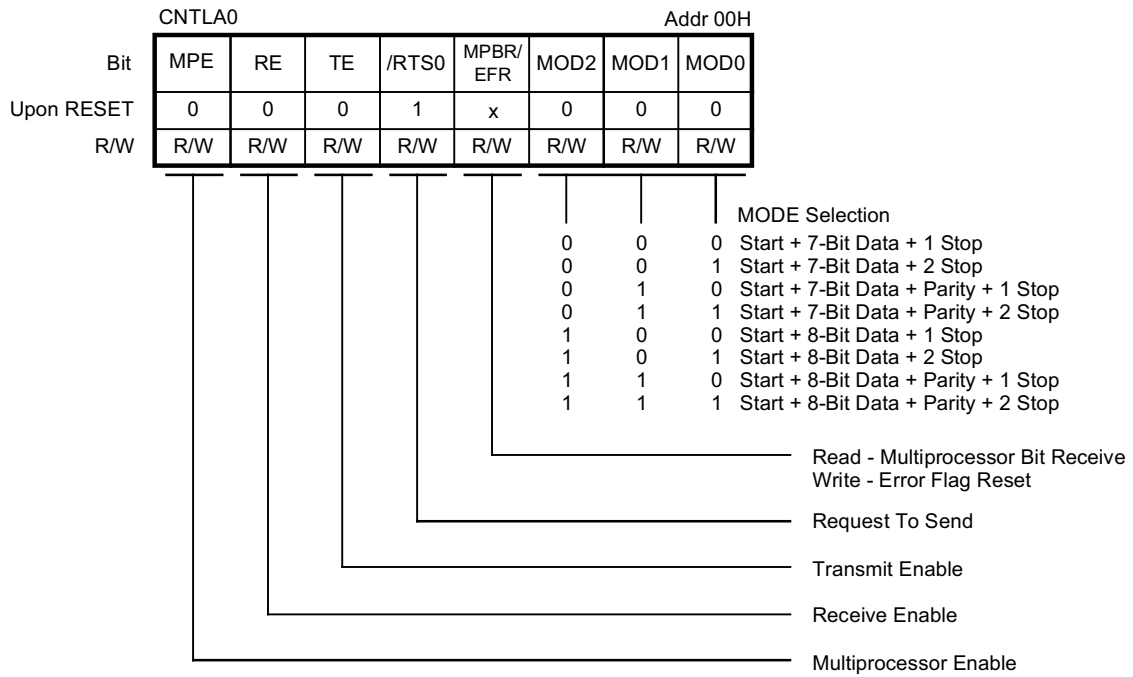 CNTLA0 Addr 00H
Bit MPE RE TE /RTS0 MPBR/ EFR MOD2 MOD1 MOD0
Upon RESET 0 0 0 1 x 0 0 0
R/W R/W R/W R/W R/W R/W R/W R/W R/W
MODE Selection
0 0 0 Start + 7-Bit Data + 1 Stop
0 0 1 Start + 7-Bit Data + 2 Stop
0 1 0 Start + 7-Bit Data + Parity + 1 Stop
0 1 1 Start + 7-Bit Data + Parity + 2 Stop
1 0 0 Start + 8-Bit Data + 1 Stop
1 0 1 Start + 8-Bit Data + 2 Stop
1 1 0 Start + 8-Bit Data + Parity + 1 Stop
1 1 1 Start + 8-Bit Data + Parity + 2 Stop
Read - Multiprocessor Bit Receive
Write - Error Flag Reset
Request To Send
Transmit Enable
Receive Enable
Multiprocessor Enable